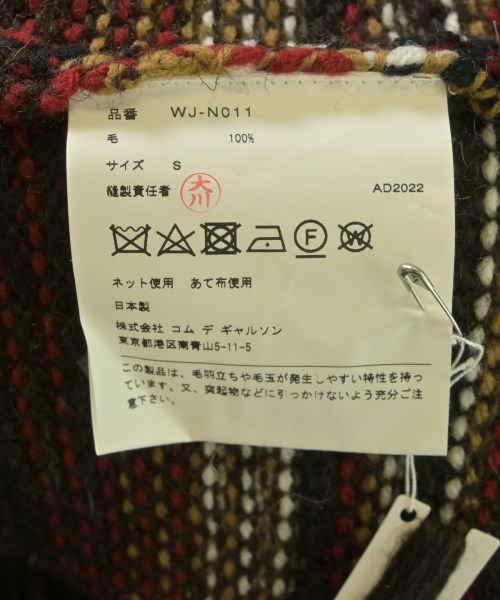 品番 WJ-N011
毛 100%
サイズ S
縫製責任者 大川 AD2022
F W
ネット使用 あて布使用
日本製
株式会社 コム デ ギャルソン
東京都港区南青山5-11-5
この製品は、毛羽立ちや毛玉が発生しやすい特性を持っ
ています。又、突起物などに引っかけないよう充分ご注
意下さい。